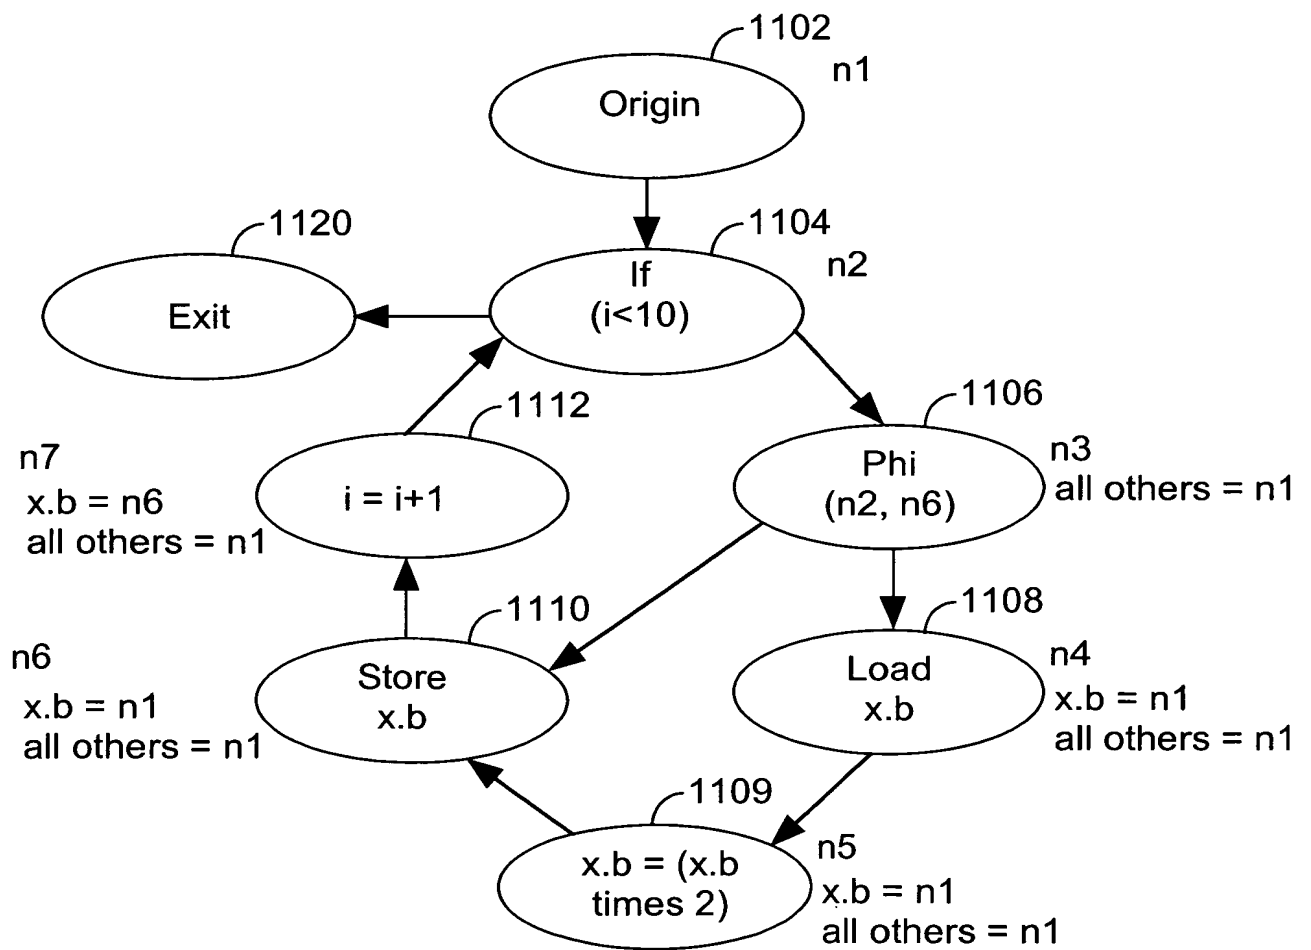 1102
n1
Origin
1120
1104
n2
If
(i<10)
Exit
1112
1106
n7
x.b = n6
all others = n1
i = i+1
Phi
(n2, n6)
n3
all others = n1
1110
1108
n6
x.b = n1
all others = n1
Store
x.b
Load
x.b
n4
x.b = n1
all others = n1
1109
x.b = (x.b
times 2)
n5
x.b = n1
all others = n1